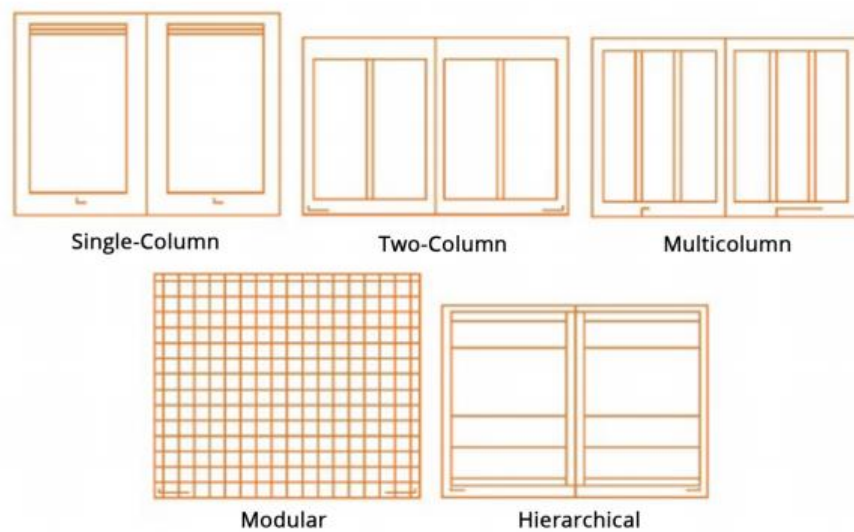 Single-Column
Two-Column
Multicolumn
Modular
Hierarchical